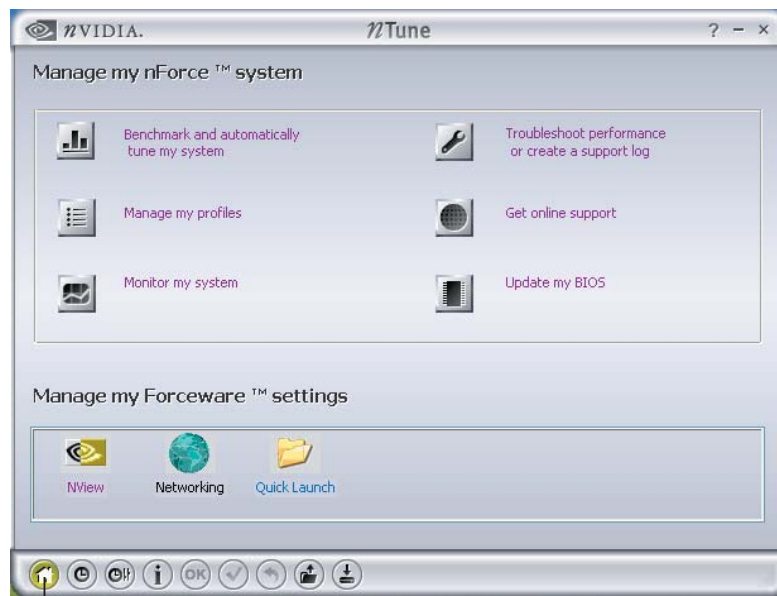 nVIDIA.
nTune
? – ×
Manage my nForce ™ system
Benchmark and automatically
tune my system
Troubleshoot performance
or create a support log
Manage my profiles
Get online support
Monitor my system
Update my BIOS
Manage my Forceware ™ settings
NView
Networking
Quick Launch
OK